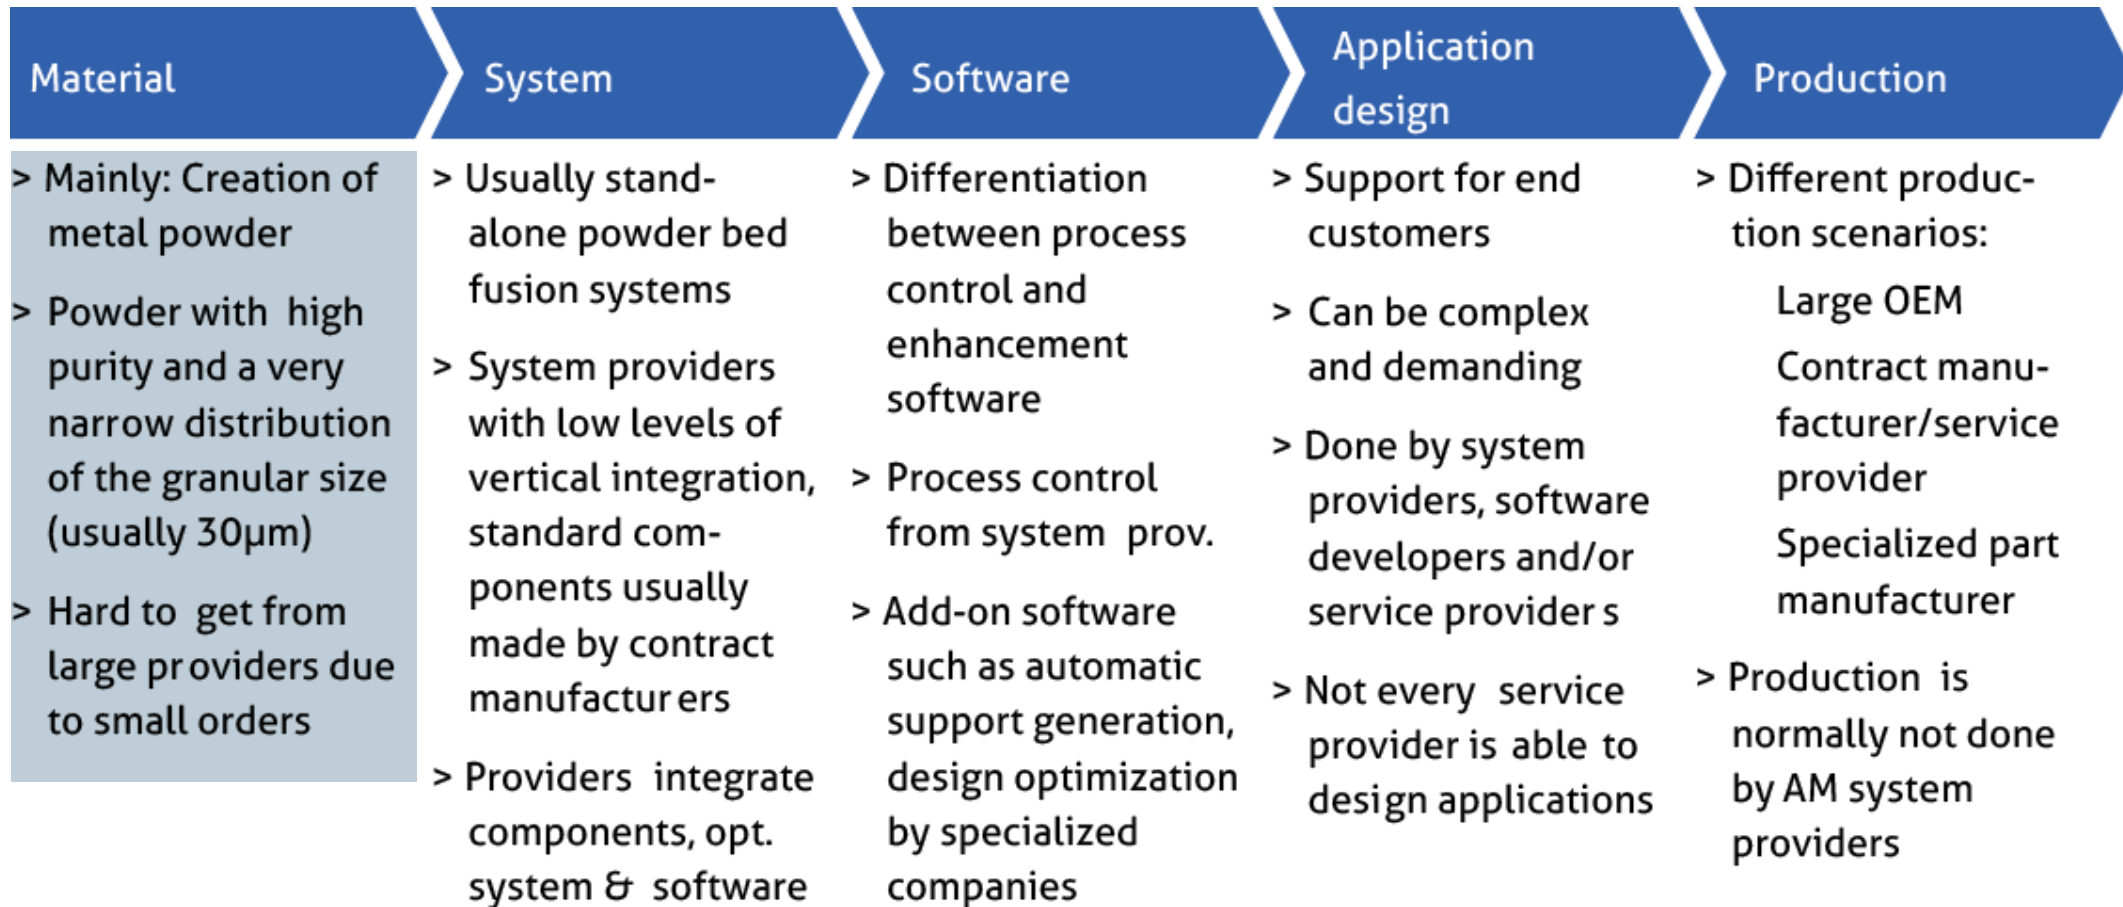 Material
System
Software
Application
design
Production
> Mainly: Creation of
metal powder
> Powder with high
purity and a very
narrow distribution
of the granular size
(usually 30µm)
> Hard to get from
large providers due
to small orders
> Usually stand-
alone powder bed
fusion systems
> System providers
with low levels of
vertical integration,
standard com-
ponents usually
made by contract
manufacturers
> Providers integrate
components, opt.
system & software
> Differentiation
between process
control and
enhancement
software
> Process control
from system prov.
> Add-on software
such as automatic
support generation,
design optimization
by specialized
companies
> Support for end
customers
> Can be complex
and demanding
> Done by system
providers, software
developers and/or
service providers
> Not every service
provider is able to
design applications
> Different produc-
tion scenarios:
Large OEM
Contract manu-
facturer/service
provider
Specialized part
manufacturer
> Production is
normally not done
by AM system
providers